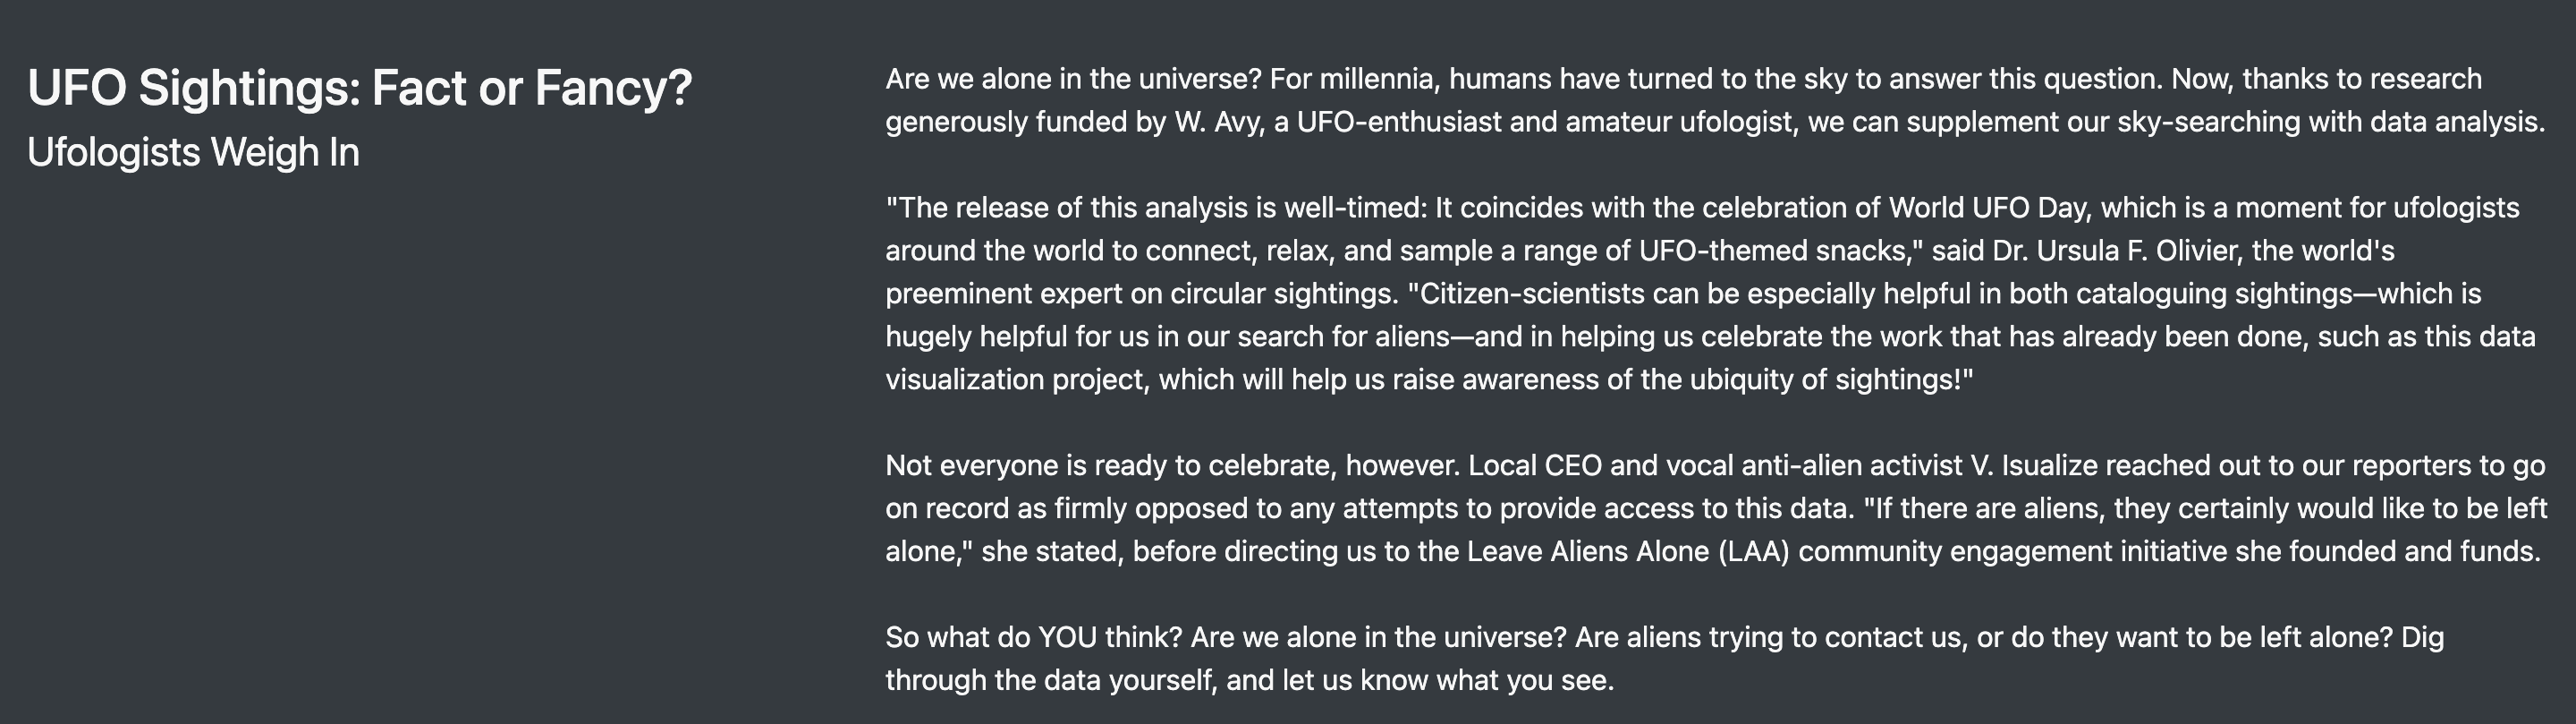 UFO Sightings: Fact or Fancy?
Ufologists Weigh In
Are we alone in the universe? For millennia, humans have turned to the sky to answer this question. Now, thanks to research
generously funded by W. Avy, a UFO-enthusiast and amateur ufologist, we can supplement our sky-searching with data analysis.
"The release of this analysis is well-timed: It coincides with the celebration of World UFO Day, which is a moment for ufologists
around the world to connect, relax, and sample a range of UFO-themed snacks," said Dr. Ursula F. Olivier, the world's
preeminent expert on circular sightings. "Citizen-scientists can be especially helpful in both cataloguing sightings—which is
hugely helpful for us in our search for aliens—and in helping us celebrate the work that has already been done, such as this data
visualization project, which will help us raise awareness of the ubiquity of sightings!"
Not everyone is ready to celebrate, however. Local CEO and vocal anti-alien activist V. Isualize reached out to our reporters to go
on record as firmly opposed to any attempts to provide access to this data. "If there are aliens, they certainly would like to be left
alone," she stated, before directing us to the Leave Aliens Alone (LAA) community engagement initiative she founded and funds.
So what do YOU think? Are we alone in the universe? Are aliens trying to contact us, or do they want to be left alone? Dig
through the data yourself, and let us know what you see.